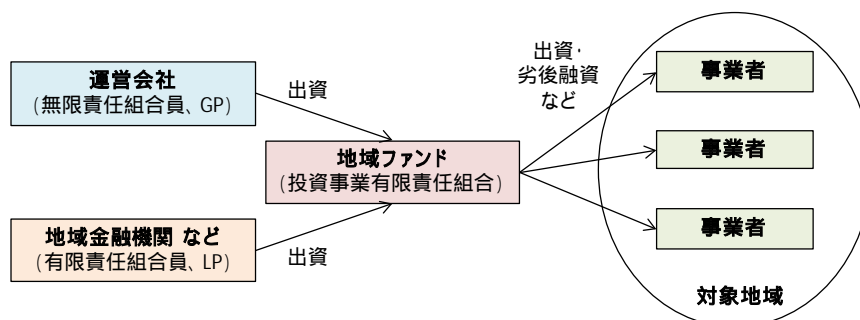 運営会社
(無限責任組合員、GP)
出資
地域金融機関 など
(有限責任組合員、LP)
出資
地域ファンド
(投資事業有限責任組合)
出資・
劣後融資
など
事業者
事業者
事業者
対象地域